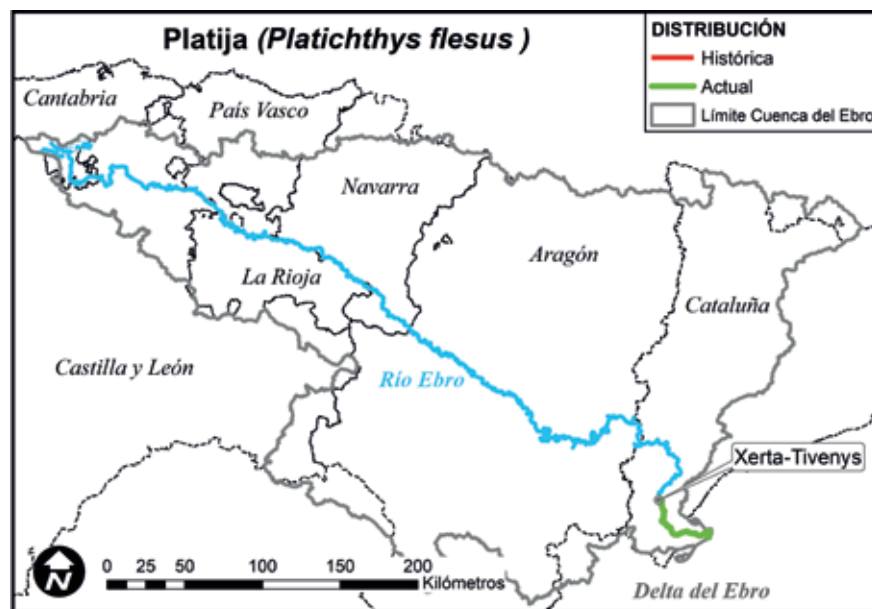 Platija (Platichthys flesus )
DISTRIBUCIÓN
Histórica
Actual
Límite Cuenca del Ebro
Cantabria
País Vasco
Navarra
Aragón
La Rioja
Cataluña
Castilla y León
Río Ebro
Xerta-Tivenys
N
0 25 50 100 150 200
Kilómetros
Delta del Ebro